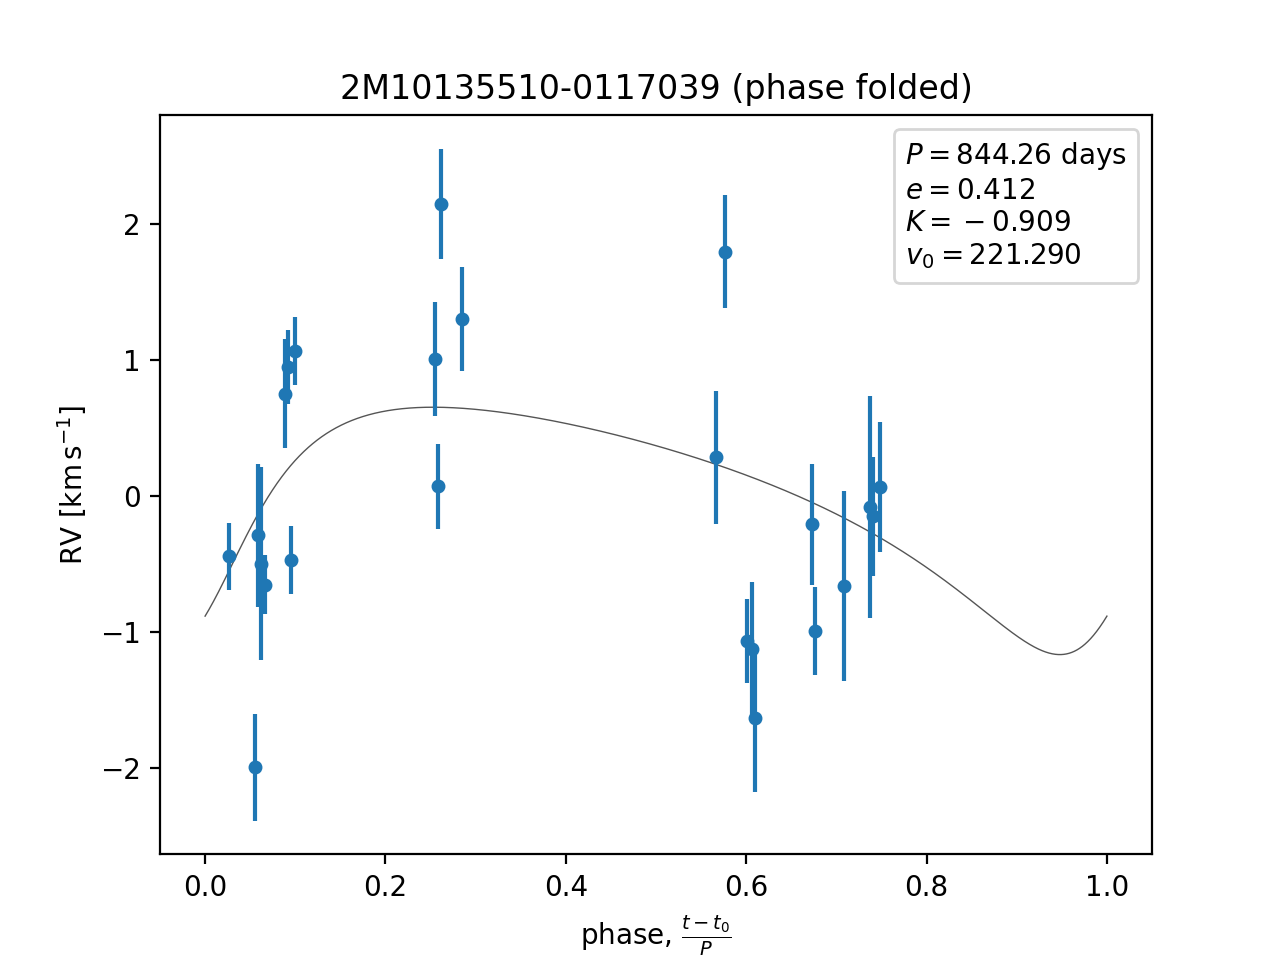 2M10135510-0117039 (phase folded)
P = 844.26 days
e = 0.412
K = −0.909
v₀ = 221.290
RV [km s⁻¹]
2
1
0
−1
−2
0.0 0.2 0.4 0.6 0.8 1.0
phase, (t − t₀)/P